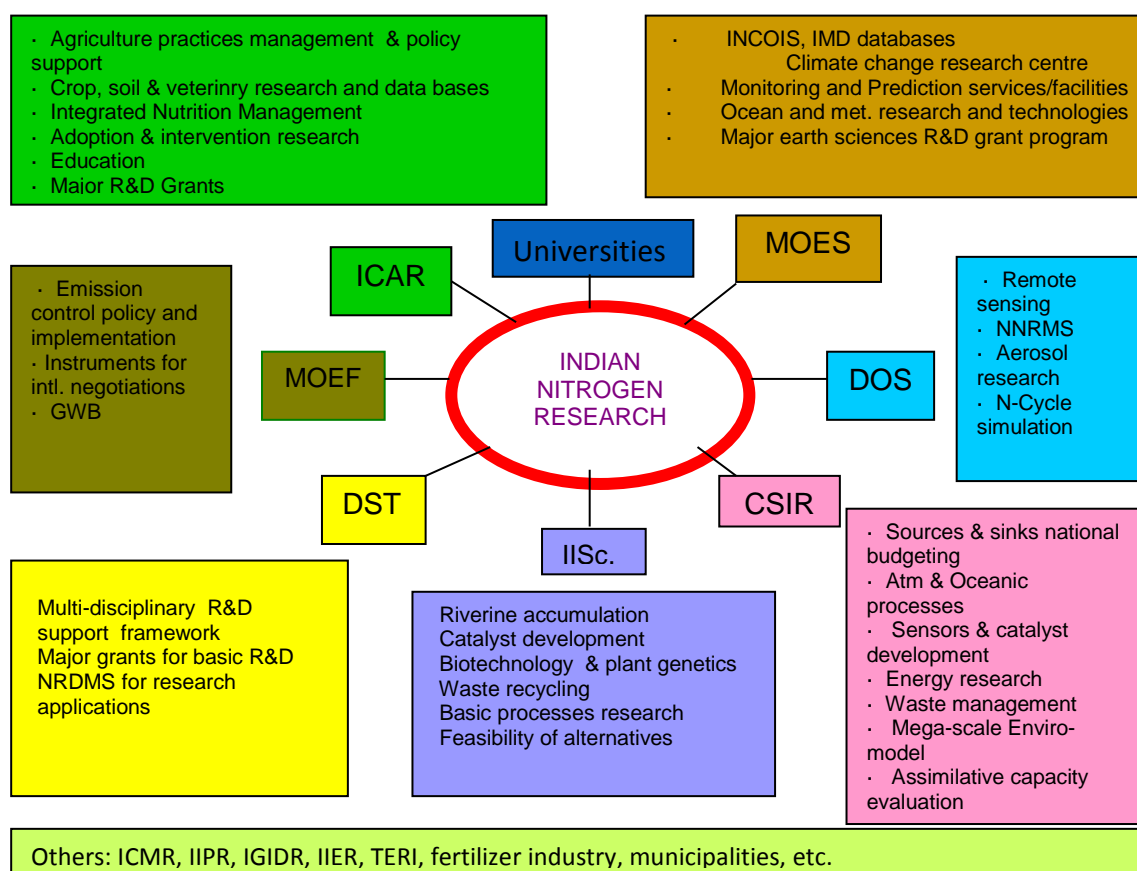 · Agriculture practices management & policy
support
· Crop, soil & veterinry research and data bases
· Integrated Nutrition Management
· Adoption & intervention research
· Education
· Major R&D Grants
· INCOIS, IMD databases
Climate change research centre
· Monitoring and Prediction services/facilities
· Ocean and met. research and technologies
· Major earth sciences R&D grant program
Universities
MOES
ICAR
· Emission
control policy and
implementation
· Instruments for
intl. negotiations
· GWB
MOEF
INDIAN
NITROGEN
RESEARCH
DOS
· Remote
sensing
· NNRMS
· Aerosol
research
· N-Cycle
simulation
DST
IISc.
CSIR
Multi-disciplinary R&D
support framework
Major grants for basic R&D
NRDMS for research
applications
Riverine accumulation
Catalyst development
Biotechnology & plant genetics
Waste recycling
Basic processes research
Feasibility of alternatives
· Sources & sinks national
budgeting
· Atm & Oceanic
processes
· Sensors & catalyst
development
· Energy research
· Waste management
· Mega-scale Enviro-
model
· Assimilative capacity
evaluation
Others: ICMR, IIPR, IGIDR, IIER, TERI, fertilizer industry, municipalities, etc.